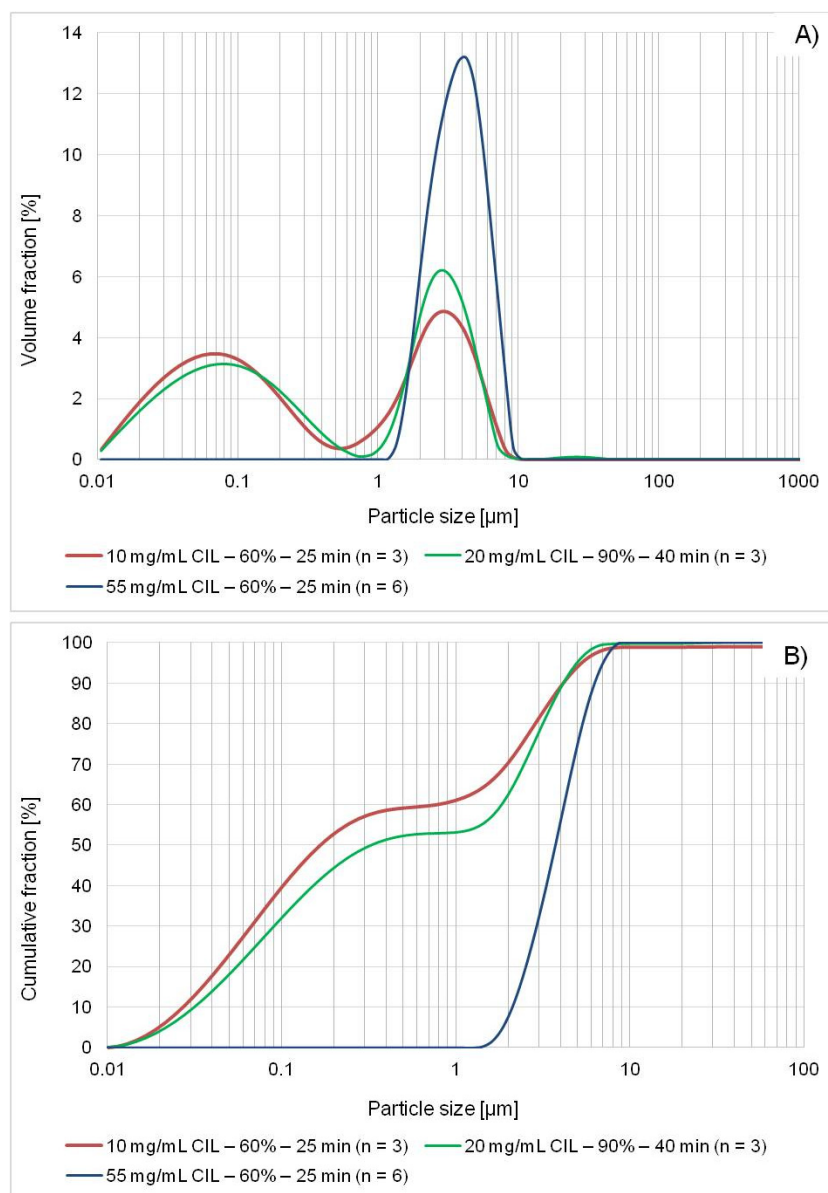 A)
Volume fraction [%]
14
12
10
8
6
4
2
0
0.01 0.1 1 10 100 1000
Particle size [µm]
10 mg/mL CIL – 60% – 25 min (n = 3) 20 mg/mL CIL – 90% – 40 min (n = 3)
55 mg/mL CIL – 60% – 25 min (n = 6)
B)
Cumulative fraction [%]
100
90
80
70
60
50
40
30
20
10
0
0.01 0.1 1 10 100
Particle size [µm]
10 mg/mL CIL – 60% – 25 min (n = 3) 20 mg/mL CIL – 90% – 40 min (n = 3)
55 mg/mL CIL – 60% – 25 min (n = 6)